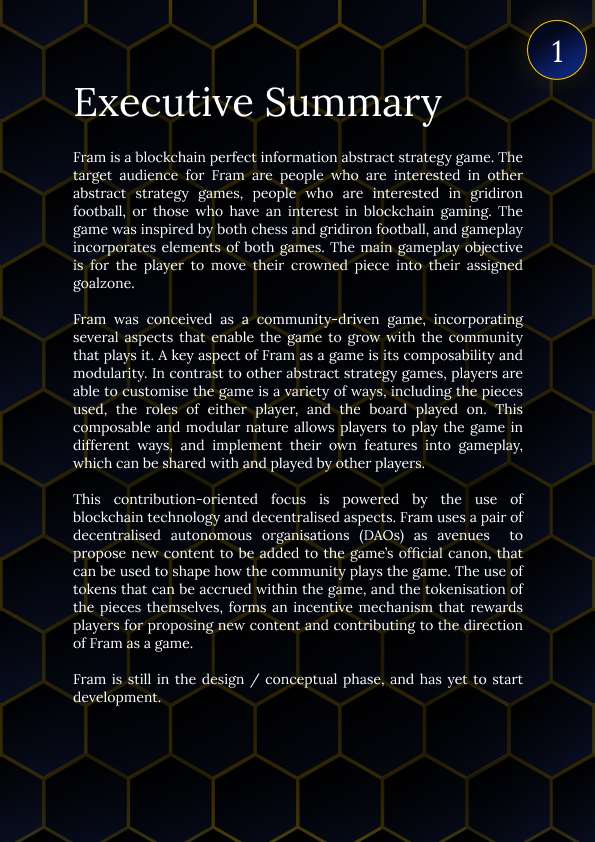 1
Executive Summary
Fram is a blockchain perfect information abstract strategy game. The
target audience for Fram are people who are interested in other
abstract strategy games, people who are interested in gridiron
football, or those who have an interest in blockchain gaming. The
game was inspired by both chess and gridiron football, and gameplay
incorporates elements of both games. The main gameplay objective
is for the player to move their crowned piece into their assigned
goalzone.
Fram was conceived as a community-driven game, incorporating
several aspects that enable the game to grow with the community
that plays it. A key aspect of Fram as a game is its composability and
modularity. In contrast to other abstract strategy games, players are
able to customise the game is a variety of ways, including the pieces
used, the roles of either player, and the board played on. This
composable and modular nature allows players to play the game in
different ways, and implement their own features into gameplay,
which can be shared with and played by other players.
This contribution-oriented focus is powered by the use of
blockchain technology and decentralised aspects. Fram uses a pair of
decentralised autonomous organisations (DAOs) as avenues to
propose new content to be added to the game's official canon, that
can be used to shape how the community plays the game. The use of
tokens that can be accrued within the game, and the tokenisation of
the pieces themselves, forms an incentive mechanism that rewards
players for proposing new content and contributing to the direction
of Fram as a game.
Fram is still in the design / conceptual phase, and has yet to start
development.